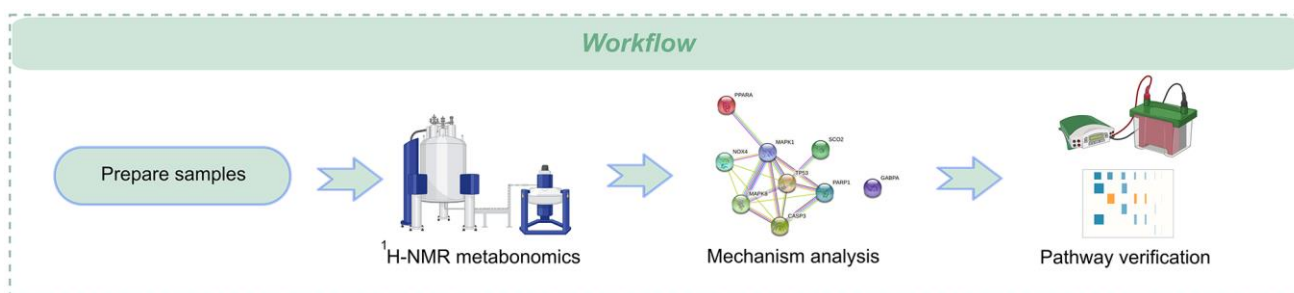 Workflow
Prepare samples
PPARA
MAPK1
SCO2
NOX4
TP53
PARP1
GABPA
MAPK8
CASP3
¹H-NMR metabonomics
Mechanism analysis
Pathway verification